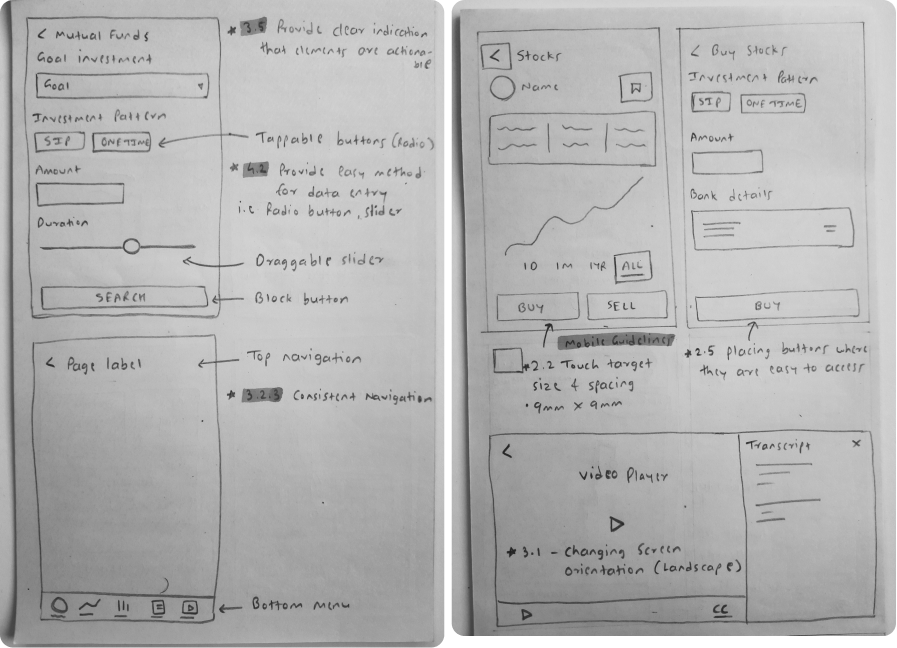 < Mutual Funds
Goal investment
Goal
Investment Pattern
SIP
ONE TIME
Amount
Duration
SEARCH
* 3.5 Provide clear indication
that elements are actiona-
ble
Tappable buttons (Radio)
* 4.2 Provide easy method
for data entry
i.e Radio button, slider
Draggable slider
Block button
< Page label
Top navigation
* 3.2.3 Consistent Navigation
Bottom menu
< Stocks
Name
1D 1M 1YR ALL
BUY
SELL
Mobile Guidelines
* 2.2 Touch target
size & spacing
• 9mm x 9mm
< Buy Stocks
Investment Pattern
SIP
ONE TIME
Amount
Bank details
BUY
* 2.5 Placing buttons where
they are easy to access
<
Video Player
* 3.1 - Changing Screen
orientation (Landscape)
CC
Transcript x